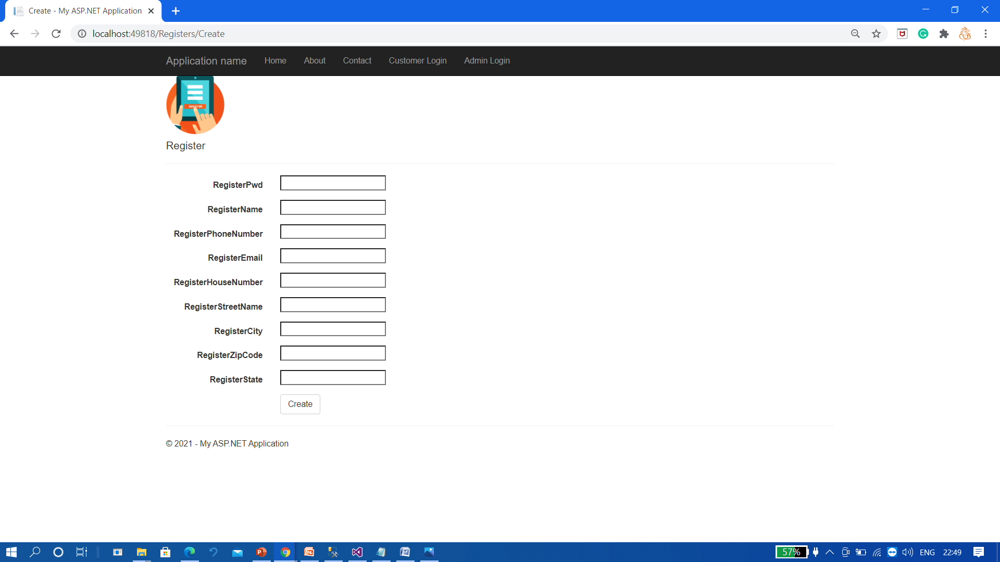 Create - My ASP.NET Application
localhost:49818/Registers/Create
Application name Home About Contact Customer Login Admin Login
REGISTER
Register
RegisterPwd
RegisterName
RegisterPhoneNumber
RegisterEmail
RegisterHouseNumber
RegisterStreetName
RegisterCity
RegisterZipCode
RegisterState
Create
© 2021 - My ASP.NET Application
57% ENG 22:49